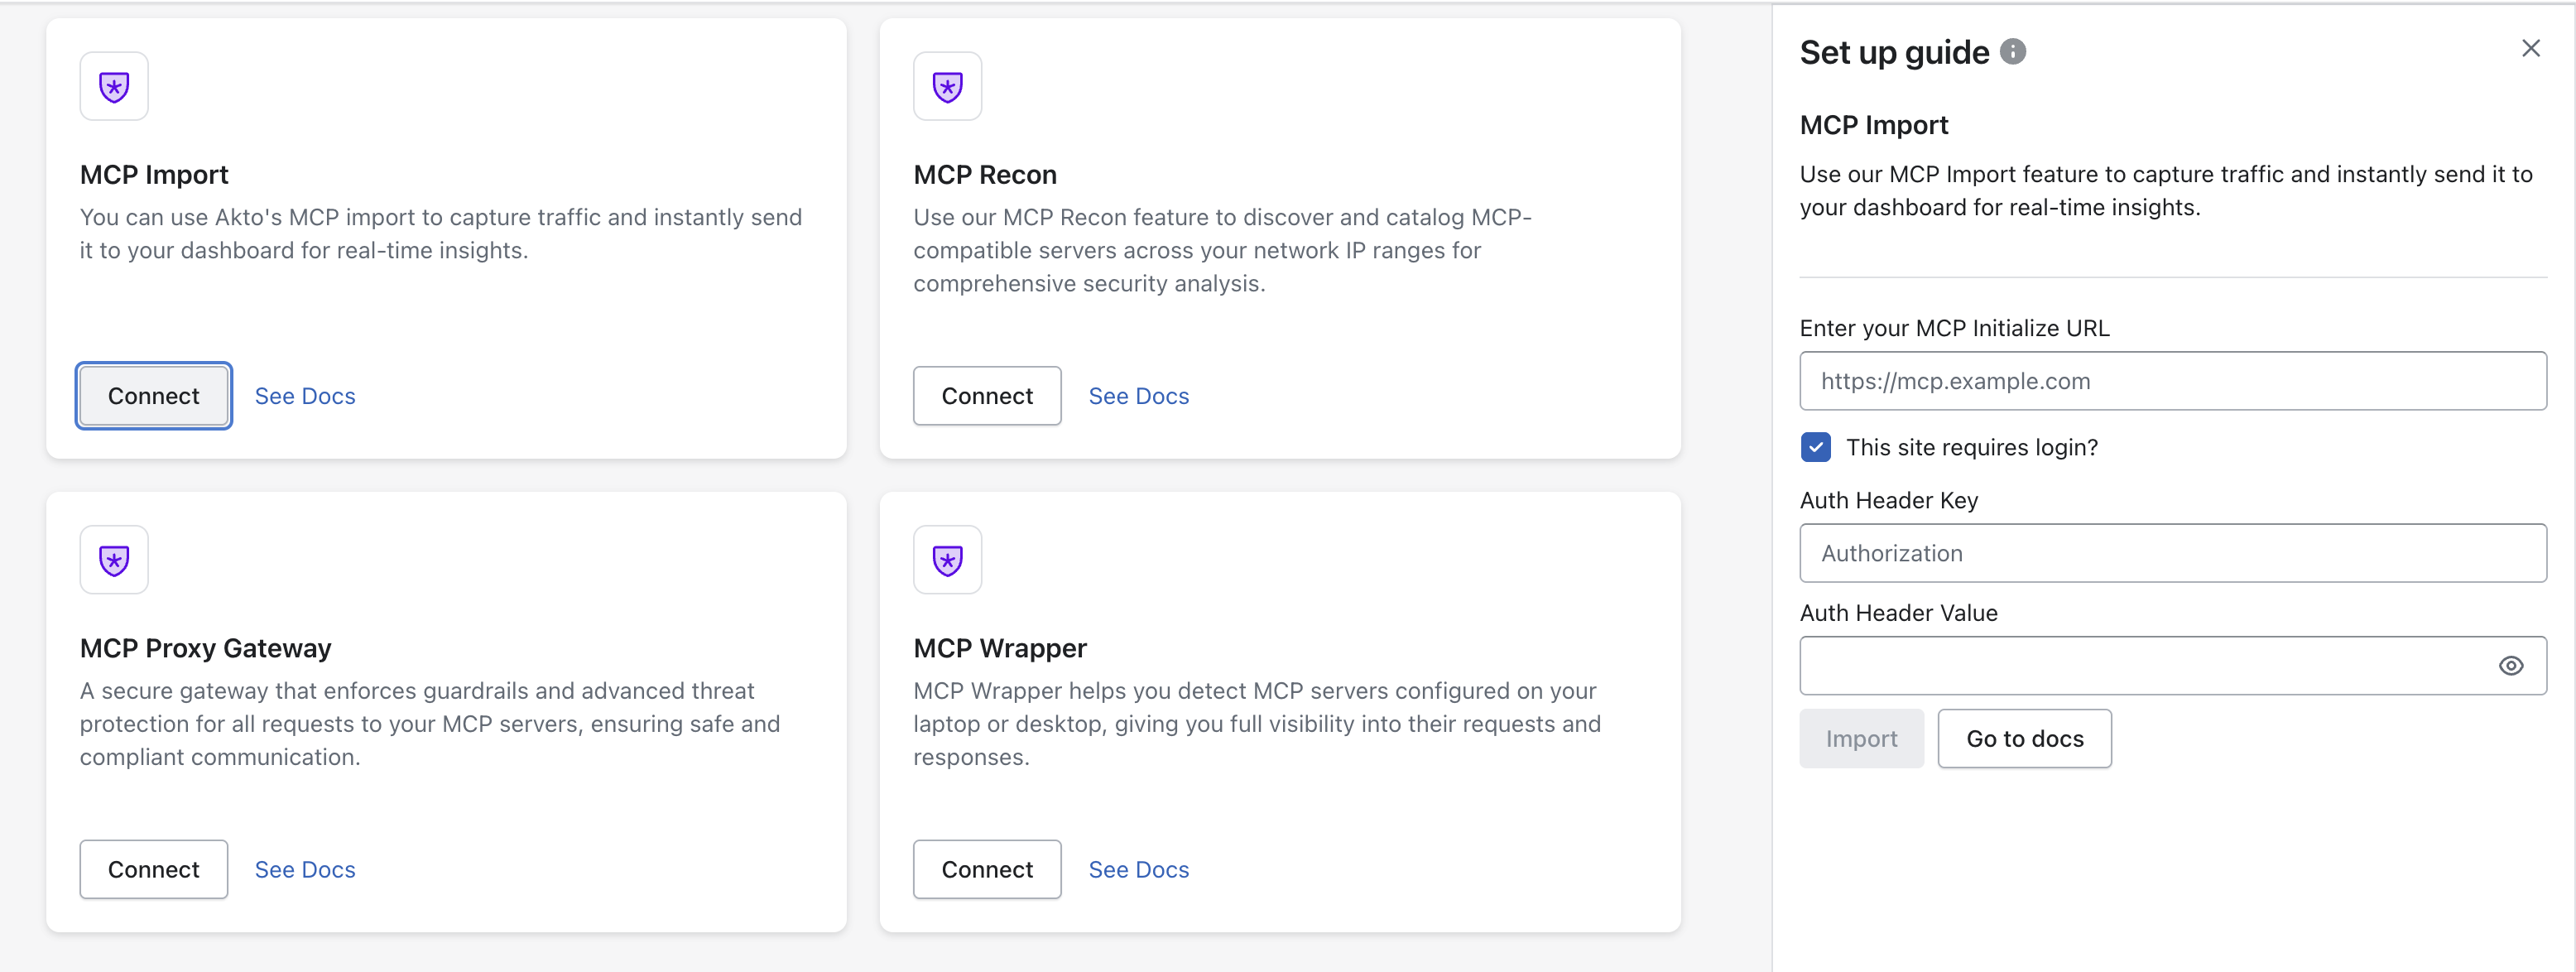 MCP Import
You can use Akto's MCP import to capture traffic and instantly send
it to your dashboard for real-time insights.
Connect
See Docs
MCP Recon
Use our MCP Recon feature to discover and catalog MCP-
compatible servers across your network IP ranges for
comprehensive security analysis.
Connect
See Docs
MCP Proxy Gateway
A secure gateway that enforces guardrails and advanced threat
protection for all requests to your MCP servers, ensuring safe and
compliant communication.
Connect
See Docs
MCP Wrapper
MCP Wrapper helps you detect MCP servers configured on your
laptop or desktop, giving you full visibility into their requests and
responses.
Connect
See Docs
Set up guide
MCP Import
Use our MCP Import feature to capture traffic and instantly send it to
your dashboard for real-time insights.
Enter your MCP Initialize URL
https://mcp.example.com
This site requires login?
Auth Header Key
Authorization
Auth Header Value
Import
Go to docs